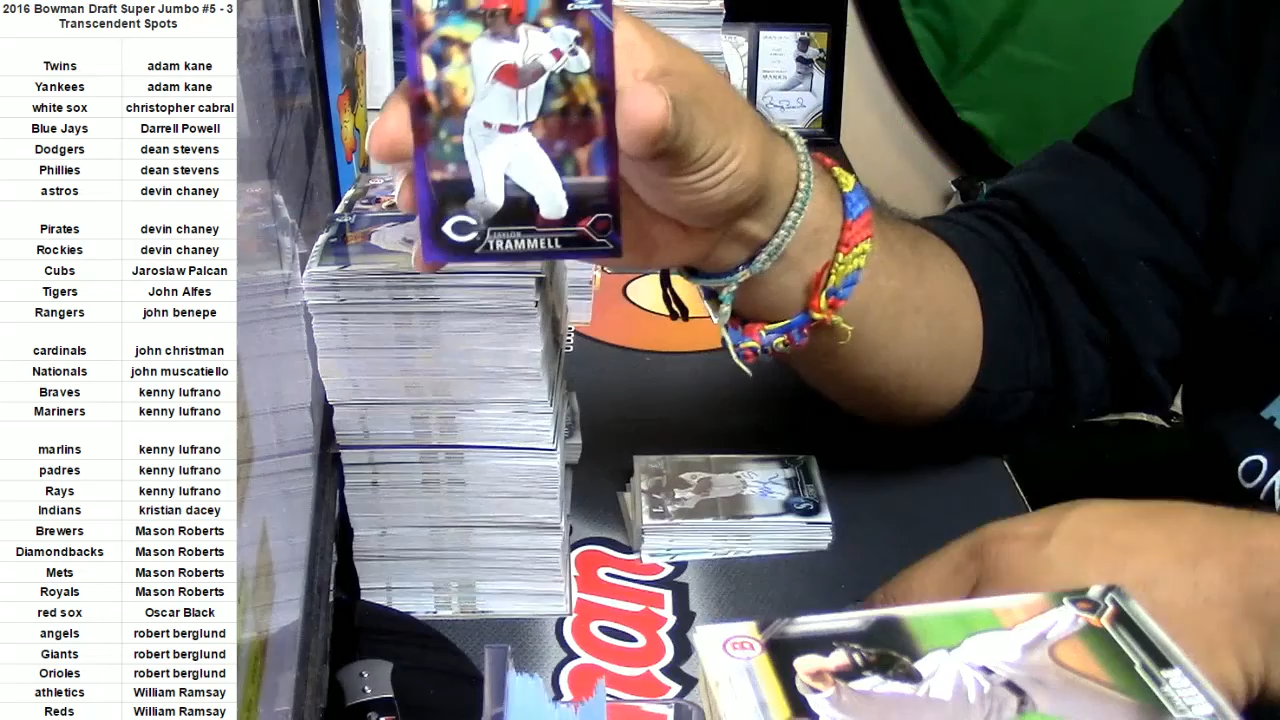 2016 Bowman Draft Super Jumbo #5 - 3
Transcendent Spots
Twins adam kane
Yankees adam kane
white sox christopher cabral
Blue Jays Darrell Powell
Dodgers dean stevens
Phillies dean stevens
astros devin chaney
Pirates devin chaney
Rockies devin chaney
Cubs Jaroslaw Palcan
Tigers John Alfes
Rangers john benepe
cardinals john christman
Nationals john muscatiello
Braves kenny lufrano
Mariners kenny lufrano
marlins kenny lufrano
padres kenny lufrano
Rays kenny lufrano
Indians kristian dacey
Brewers Mason Roberts
Diamondbacks Mason Roberts
Mets Mason Roberts
Royals Mason Roberts
red sox Oscar Black
angels robert berglund
Giants robert berglund
Orioles robert berglund
athletics William Ramsay
Reds William Ramsay
CHROME
C TAYLOR
TRAMMELL
B
ON